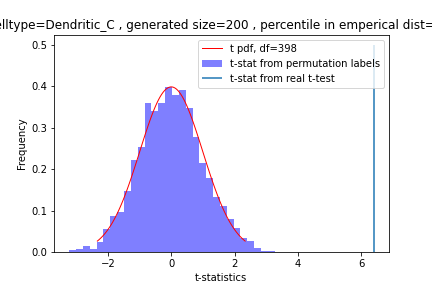 elltype=Dendritic_C , generated size=200 , percentile in emperical dist=
0.5
0.4
0.3
0.2
0.1
0.0
Frequency
t pdf, df=398
t-stat from permutation labels
t-stat from real t-test
−2
0
2
4
6
t-statistics